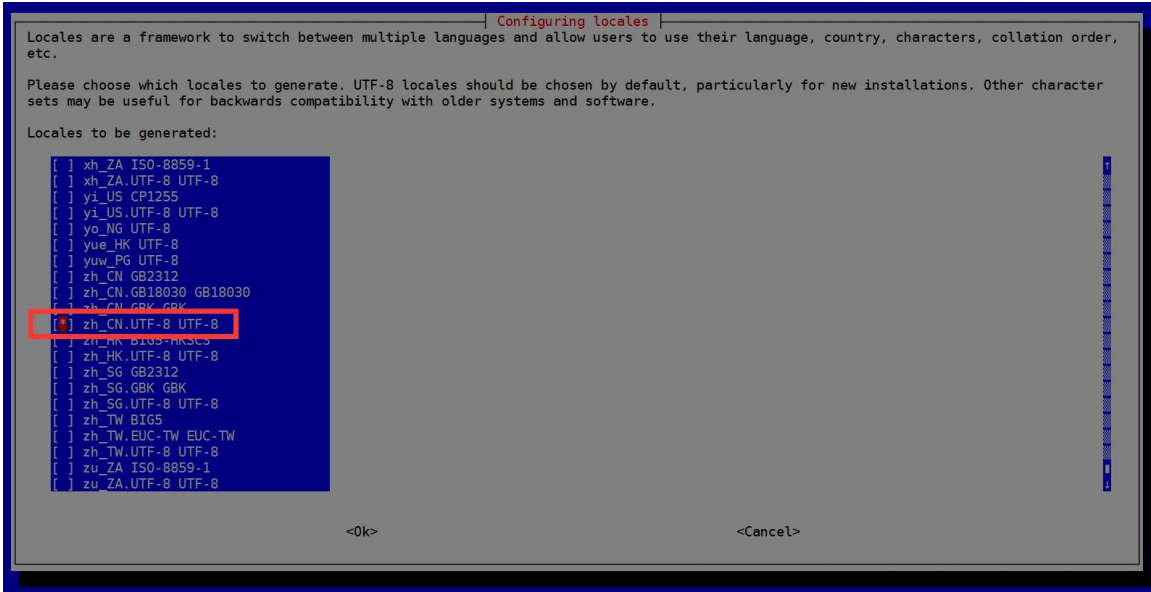 Configuring locales
Locales are a framework to switch between multiple languages and allow users to use their language, country, characters, collation order,
etc.
Please choose which locales to generate. UTF-8 locales should be chosen by default, particularly for new installations. Other character
sets may be useful for backwards compatibility with older systems and software.
Locales to be generated:
[ ] xh_ZA ISO-8859-1
[ ] xh_ZA.UTF-8 UTF-8
[ ] yi_US CP1255
[ ] yi_US.UTF-8 UTF-8
[ ] yo_NG UTF-8
[ ] yue_HK UTF-8
[ ] yuw_PG UTF-8
[ ] zh_CN GB2312
[ ] zh_CN.GB18030 GB18030
[ ] zh_CN.GBK GBK
[*] zh_CN.UTF-8 UTF-8
[ ] zh_HK BIG5-HKSCS
[ ] zh_HK.UTF-8 UTF-8
[ ] zh_SG GB2312
[ ] zh_SG.GBK GBK
[ ] zh_SG.UTF-8 UTF-8
[ ] zh_TW BIG5
[ ] zh_TW.EUC-TW EUC-TW
[ ] zh_TW.UTF-8 UTF-8
[ ] zu_ZA ISO-8859-1
[ ] zu_ZA.UTF-8 UTF-8
<Ok> <Cancel>